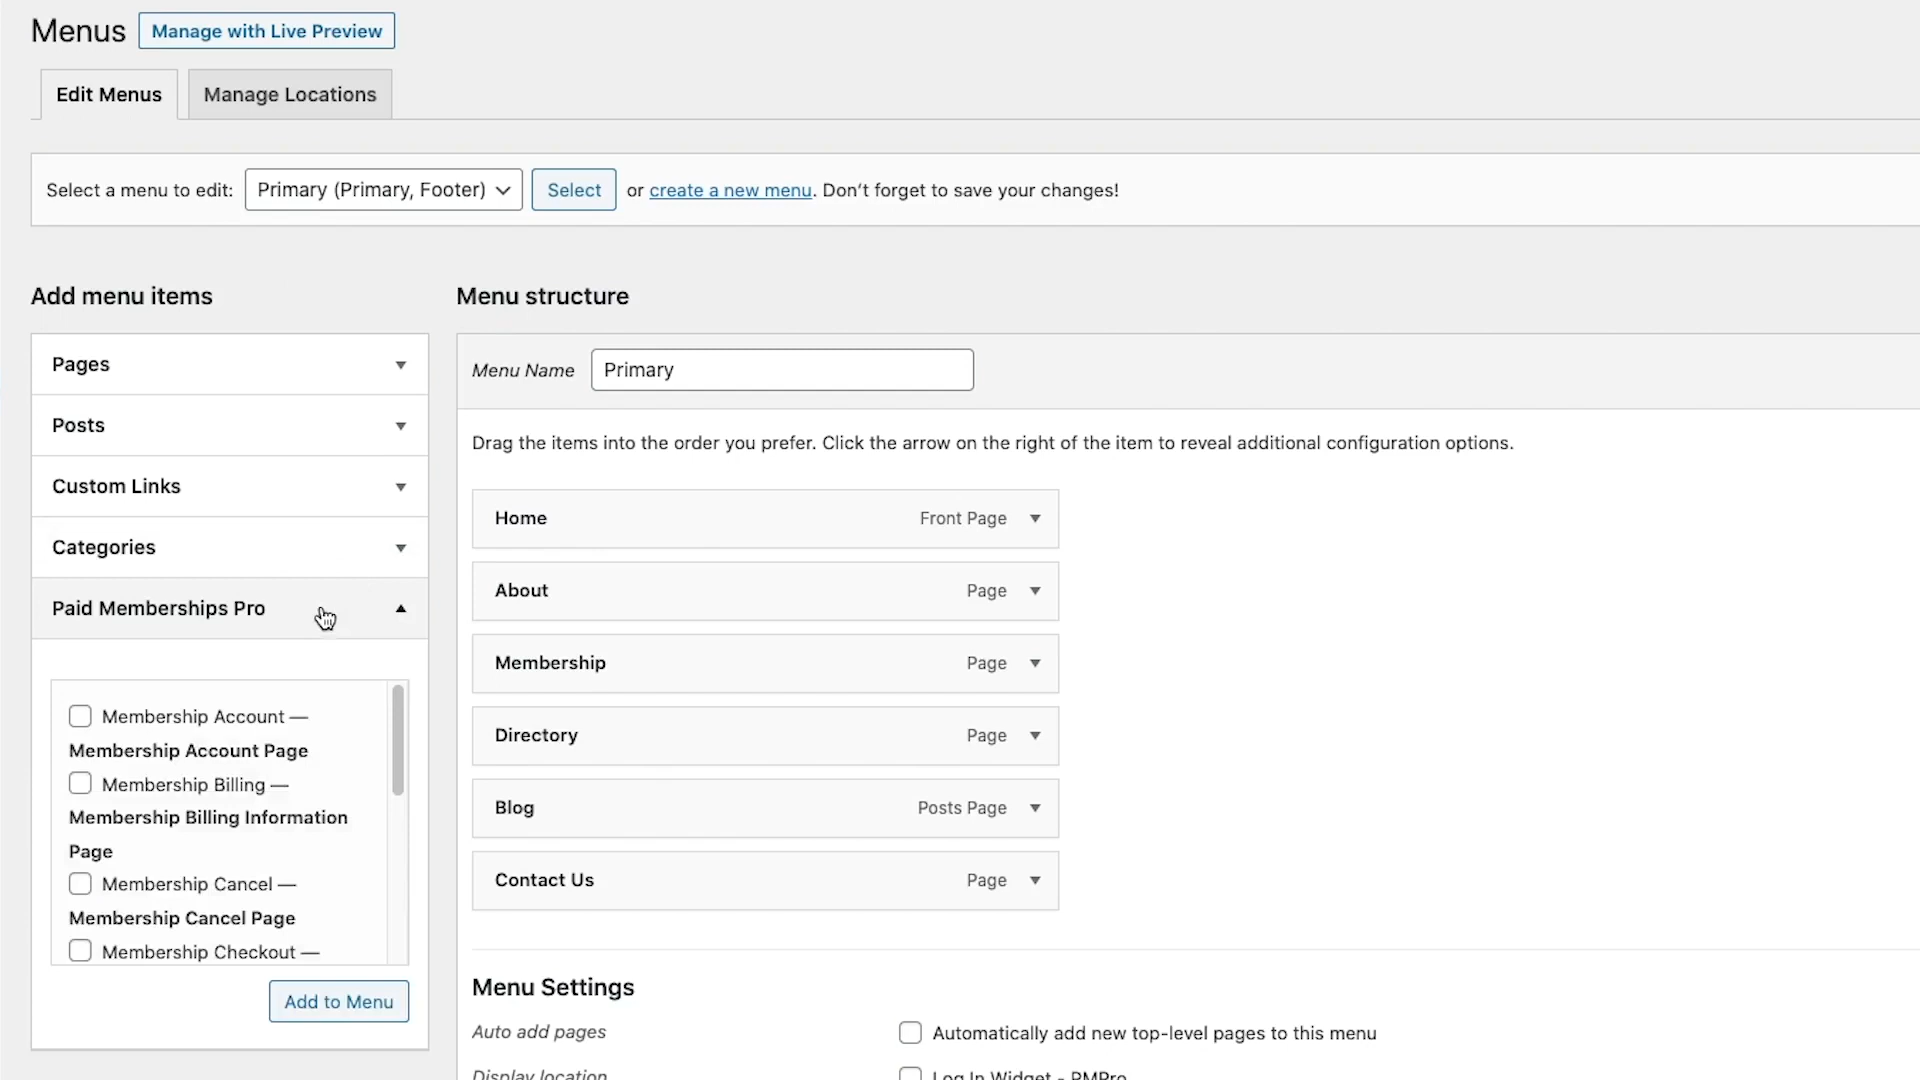 Menus
Manage with Live Preview
Edit Menus
Manage Locations
Select a menu to edit:
Primary (Primary, Footer)
Select
or create a new menu. Don't forget to save your changes!
Add menu items
Menu structure
Pages
Posts
Custom Links
Categories
Paid Memberships Pro
Membership Account —
Membership Account Page
Membership Billing —
Membership Billing Information
Page
Membership Cancel —
Membership Cancel Page
Membership Checkout —
Add to Menu
Menu Name
Primary
Drag the items into the order you prefer. Click the arrow on the right of the item to reveal additional configuration options.
Home
Front Page
About
Page
Membership
Page
Directory
Page
Blog
Posts Page
Contact Us
Page
Menu Settings
Auto add pages
Automatically add new top-level pages to this menu
Display location
Log In Widget - PMPro